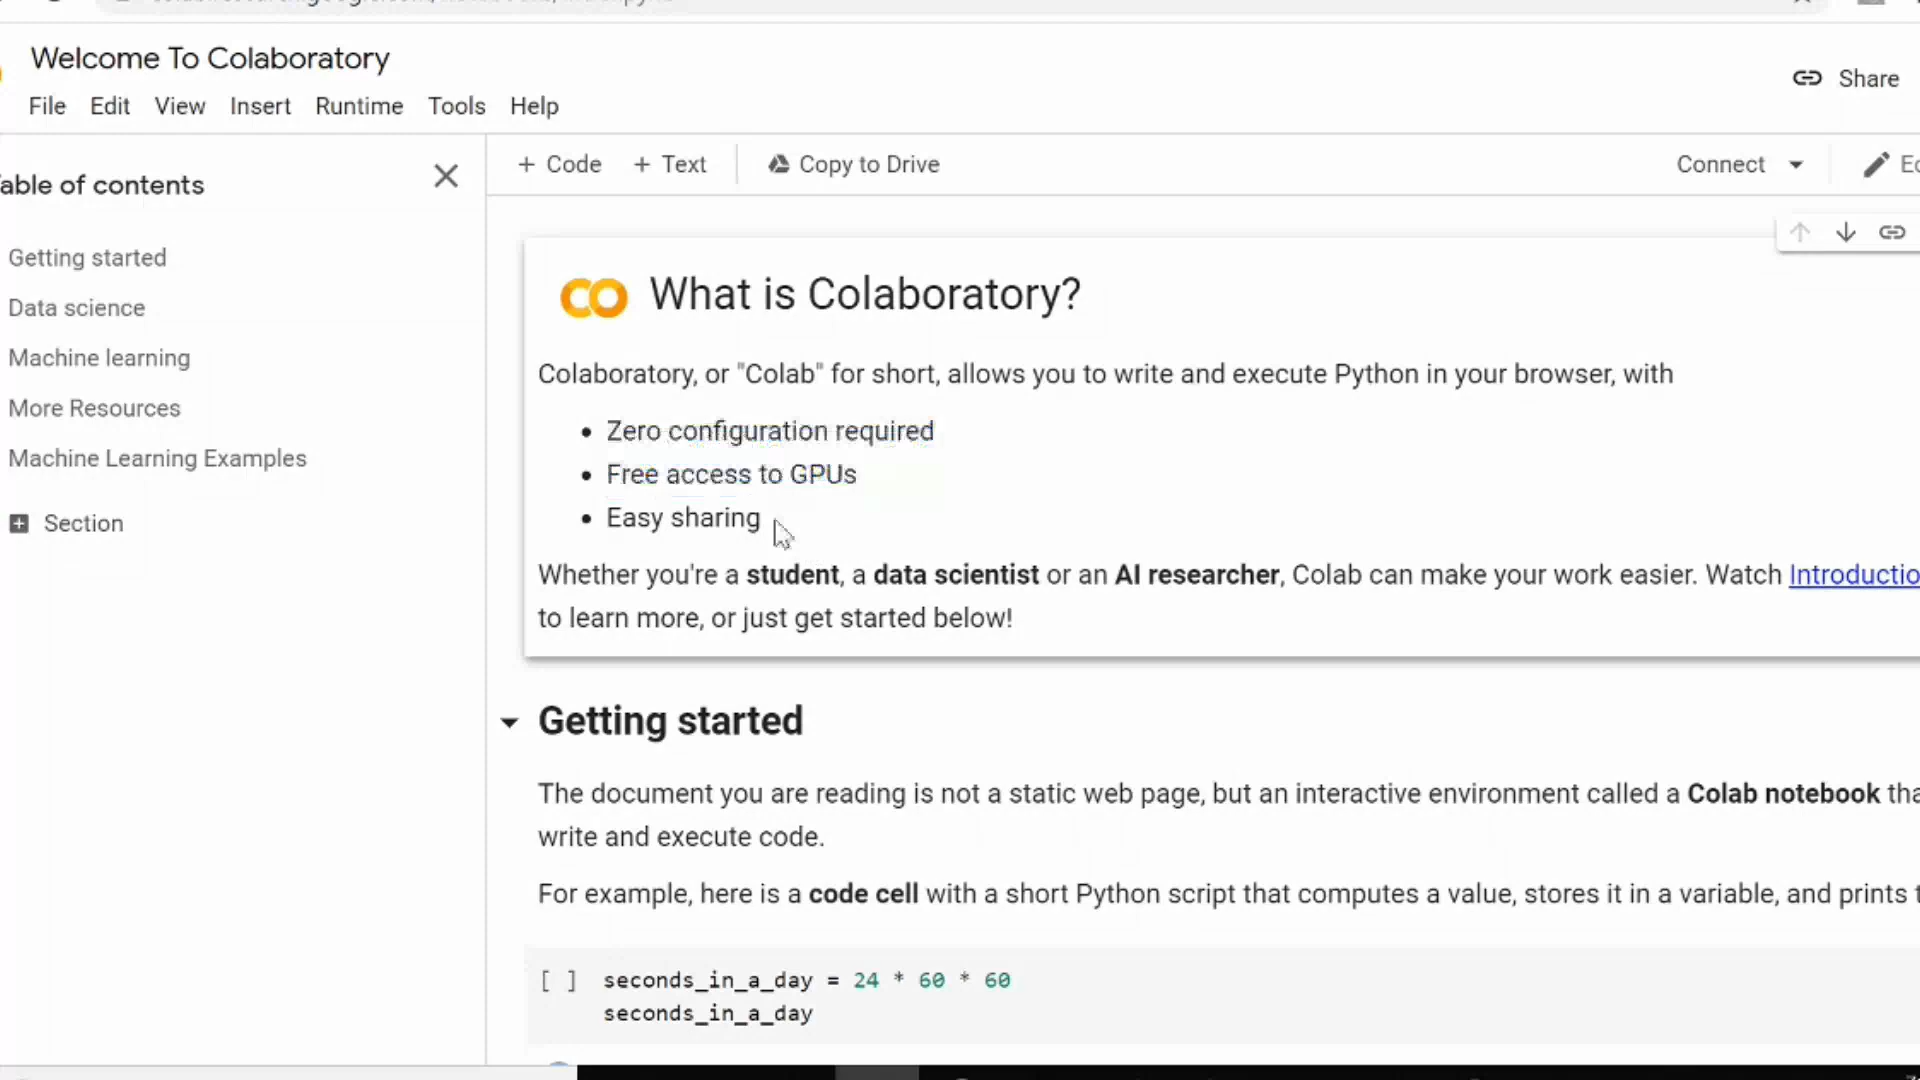 Welcome To Colaboratory
File Edit View Insert Runtime Tools Help
Share
able of contents
+ Code + Text Copy to Drive
Connect
Getting started
Data science
Machine learning
More Resources
Machine Learning Examples
Section
What is Colaboratory?
Colaboratory, or "Colab" for short, allows you to write and execute Python in your browser, with
• Zero configuration required
• Free access to GPUs
• Easy sharing
Whether you're a student, a data scientist or an AI researcher, Colab can make your work easier. Watch Introductio
to learn more, or just get started below!
Getting started
The document you are reading is not a static web page, but an interactive environment called a Colab notebook tha
write and execute code.
For example, here is a code cell with a short Python script that computes a value, stores it in a variable, and prints t
[ ] seconds_in_a_day = 24 * 60 * 60
seconds_in_a_day